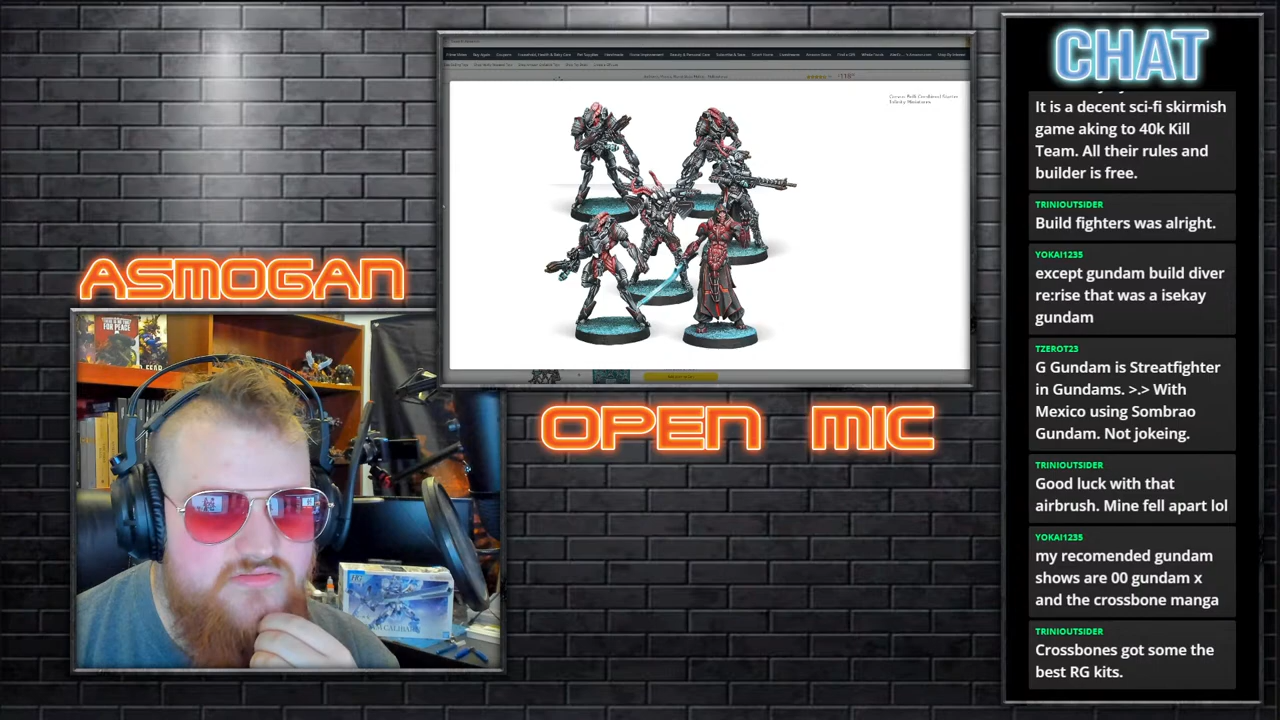 CHAT
It is a decent sci-fi skirmish
game aking to 40k Kill
Team. All their rules and
builder is free.
TRINIOUTSIDER
Build fighters was alright.
YOKAI1235
except gundam build diver
re:rise that was a isekay
gundam
TZEROT23
G Gundam is Streatfighter
in Gundams. >.> With
Mexico using Sombrao
Gundam. Not jokeing.
TRINIOUTSIDER
Good luck with that
airbrush. Mine fell apart lol
YOKAI1235
my recomended gundam
shows are 00 gundam x
and the crossbone manga
TRINIOUTSIDER
Crossbones got some the
best RG kits.
ASMOGAN
OPEN MIC
FOR PEACE